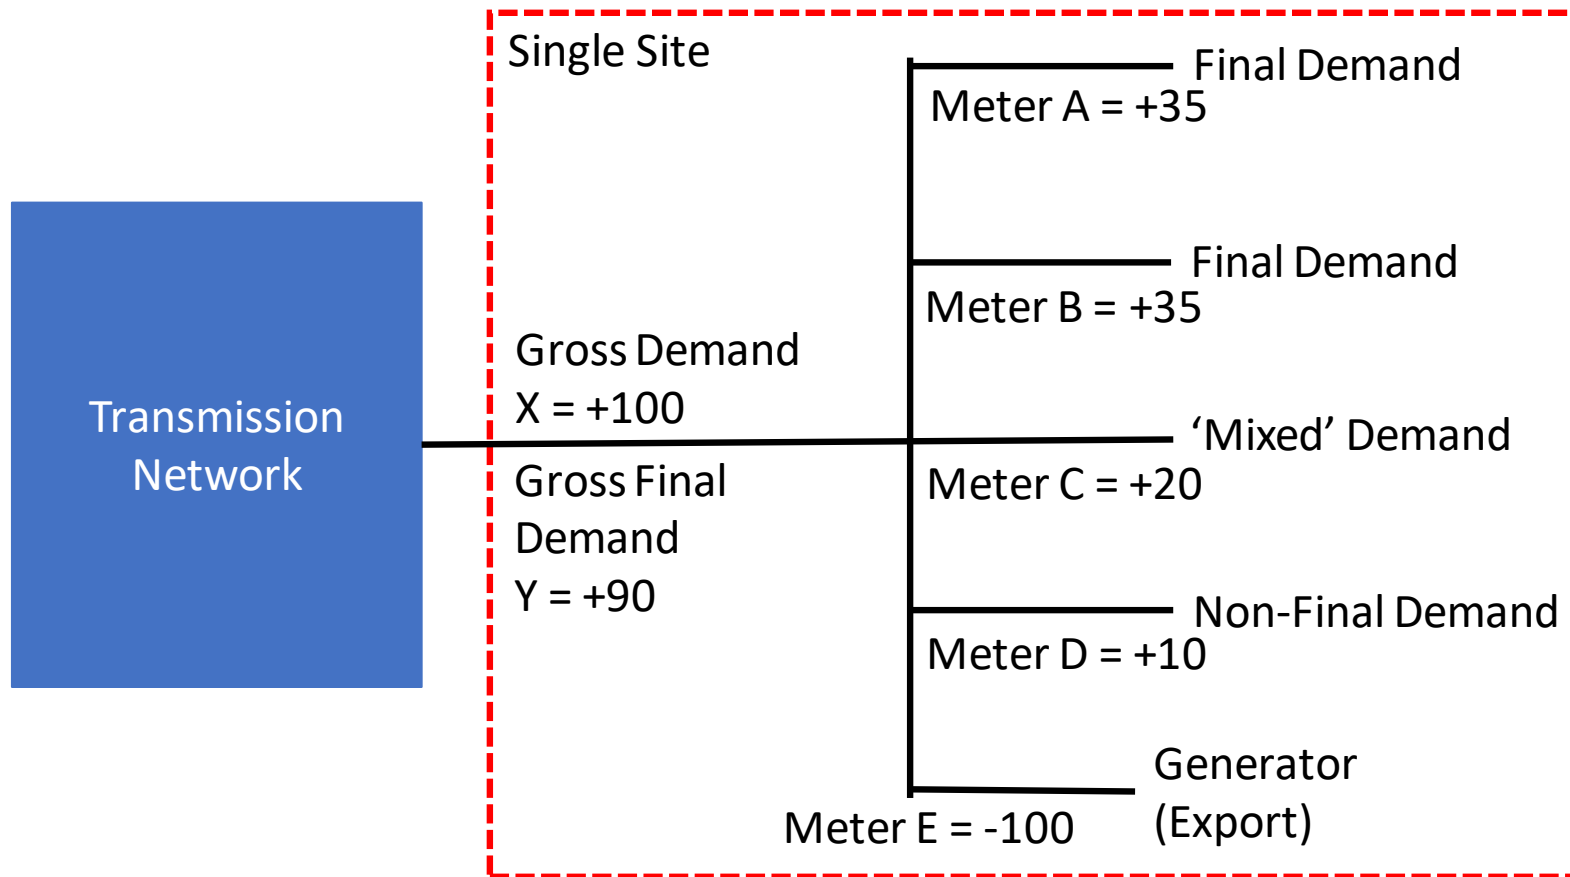 Single Site
Final Demand
Meter A = +35
Final Demand
Meter B = +35
Gross Demand
X = +100
Transmission
Network
‘Mixed’ Demand
Gross Final
Demand
Y = +90
Meter C = +20
Non-Final Demand
Meter D = +10
Generator
(Export)
Meter E = -100